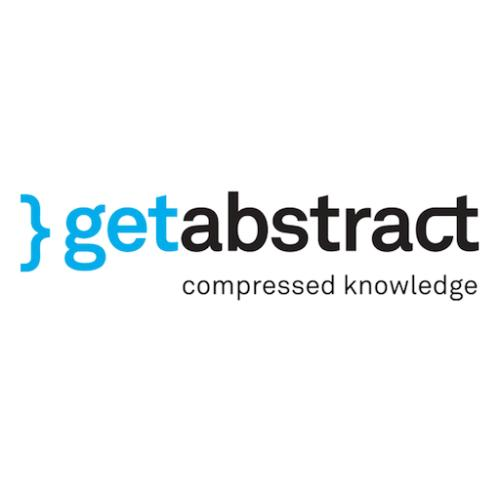 } getabstract
compressed knowledge